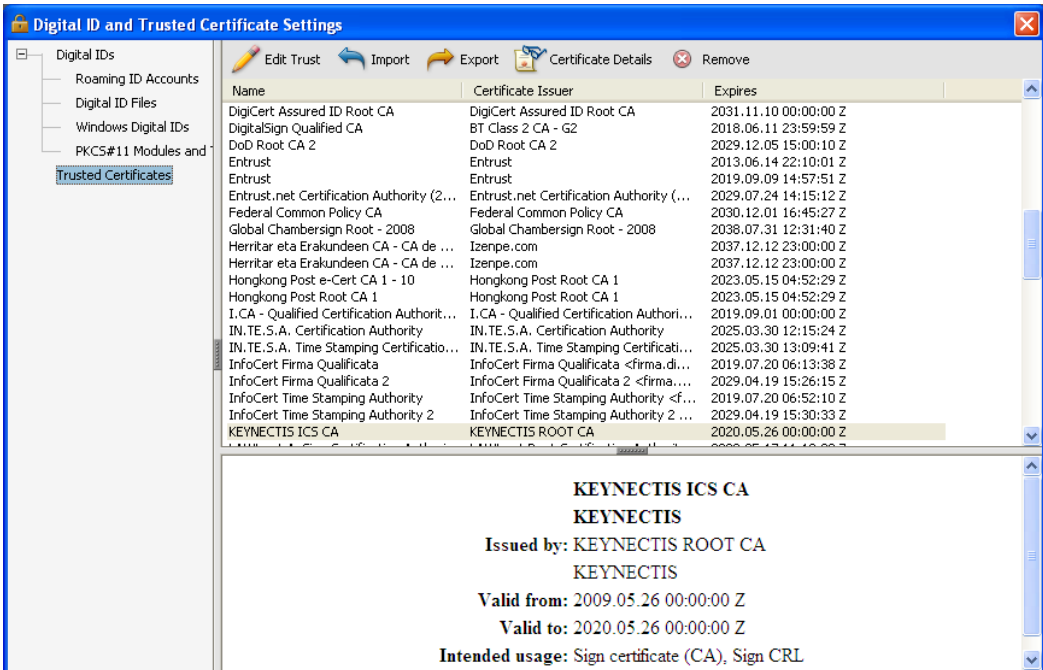 Digital ID and Trusted Certificate Settings
Digital IDs
Roaming ID Accounts
Digital ID Files
Windows Digital IDs
PKCS#11 Modules and
Trusted Certificates
Edit Trust Import Export Certificate Details Remove
Name Certificate Issuer Expires
DigiCert Assured ID Root CA DigiCert Assured ID Root CA 2031.11.10 00:00:00 Z
DigitalSign Qualified CA BT Class 2 CA - G2 2018.06.11 23:59:59 Z
DoD Root CA 2 DoD Root CA 2 2029.12.05 15:00:10 Z
Entrust Entrust 2013.06.14 22:10:01 Z
Entrust Entrust 2019.09.09 14:57:51 Z
Entrust.net Certification Authority (2... Entrust.net Certification Authority (... 2029.07.24 14:15:12 Z
Federal Common Policy CA Federal Common Policy CA 2030.12.01 16:45:27 Z
Global Chambersign Root - 2008 Global Chambersign Root - 2008 2038.07.31 12:31:40 Z
Herritar eta Erakundeen CA - CA de ... Izenpe.com 2037.12.12 23:00:00 Z
Herritar eta Erakundeen CA - CA de ... Izenpe.com 2037.12.12 23:00:00 Z
Hongkong Post e-Cert CA 1 - 10 Hongkong Post Root CA 1 2023.05.15 04:52:29 Z
Hongkong Post Root CA 1 Hongkong Post Root CA 1 2023.05.15 04:52:29 Z
I.CA - Qualified Certification Authorit... I.CA - Qualified Certification Authori... 2019.09.01 00:00:00 Z
IN.TE.S.A. Certification Authority IN.TE.S.A. Certification Authority 2025.03.30 12:15:24 Z
IN.TE.S.A. Time Stamping Certificatio... IN.TE.S.A. Time Stamping Certificati... 2025.03.30 13:09:41 Z
InfoCert Firma Qualificata InfoCert Firma Qualificata <firma.di... 2019.07.20 06:13:38 Z
InfoCert Firma Qualificata 2 InfoCert Firma Qualificata 2 <firma.... 2029.04.19 15:26:15 Z
InfoCert Time Stamping Authority InfoCert Time Stamping Authority <f... 2019.07.20 06:52:10 Z
InfoCert Time Stamping Authority 2 InfoCert Time Stamping Authority 2 ... 2029.04.19 15:30:33 Z
KEYNECTIS ICS CA KEYNECTIS ROOT CA 2020.05.26 00:00:00 Z
KEYNECTIS ICS CA
KEYNECTIS
Issued by: KEYNECTIS ROOT CA
KEYNECTIS
Valid from: 2009.05.26 00:00:00 Z
Valid to: 2020.05.26 00:00:00 Z
Intended usage: Sign certificate (CA), Sign CRL